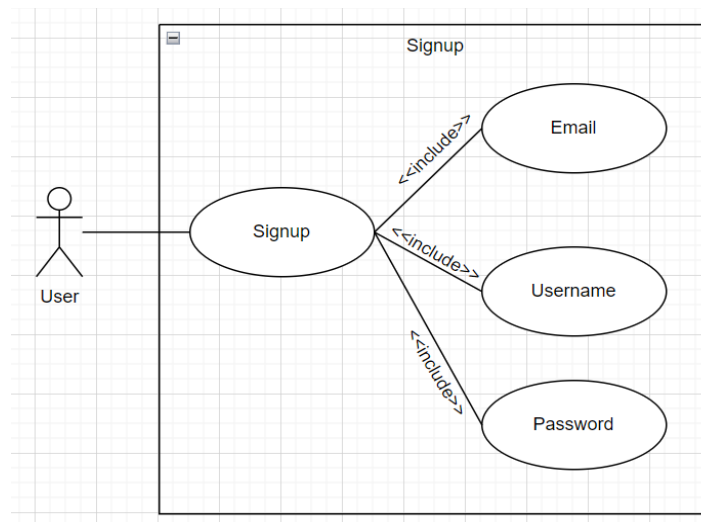 Signup
Email
<<include>>
Signup
<<include>>
Username
User
<<include>>
Password